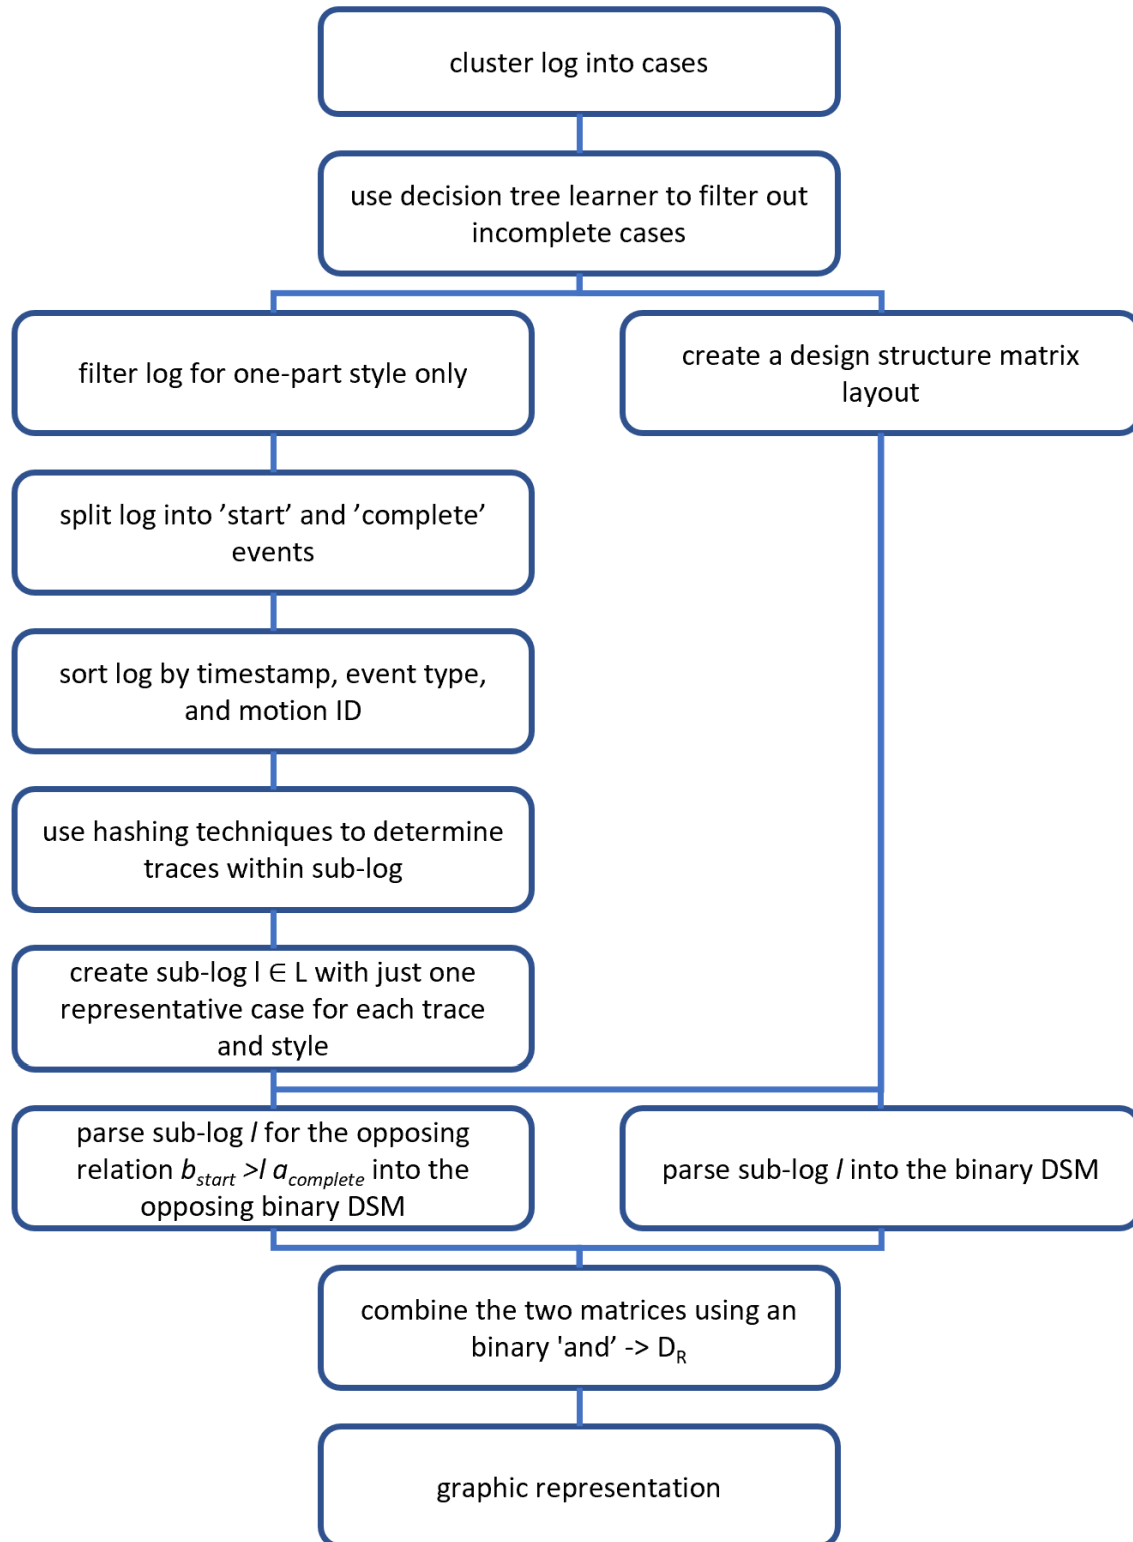 cluster log into cases
use decision tree learner to filter out
incomplete cases
filter log for one-part style only
create a design structure matrix
layout
split log into ’start’ and ’complete’
events
sort log by timestamp, event type,
and motion ID
use hashing techniques to determine
traces within sub-log
create sub-log l ∈ L with just one
representative case for each trace
and style
parse sub-log l for the opposing
relation b_start >l a_complete into the
opposing binary DSM
parse sub-log l into the binary DSM
combine the two matrices using an
binary 'and’ -> D_R
graphic representation